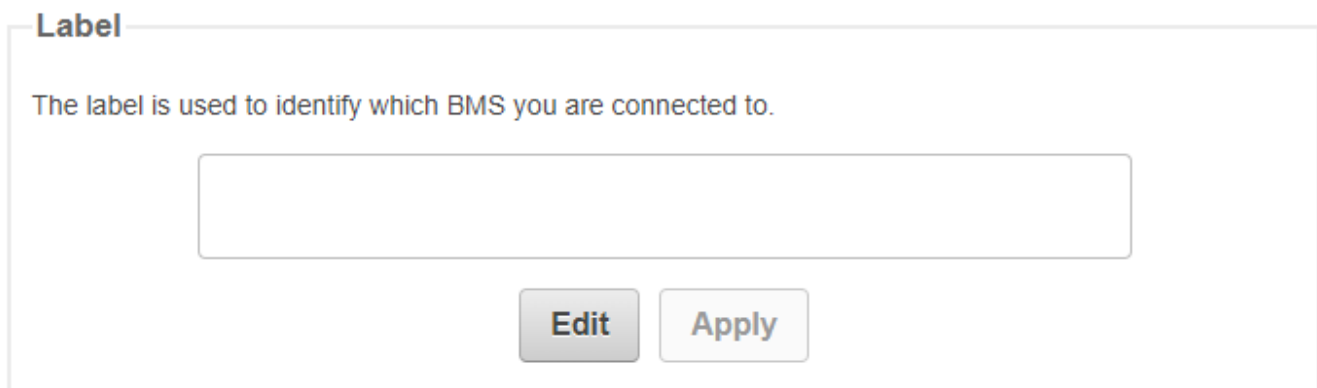 Label
The label is used to identify which BMS you are connected to.
Edit Apply